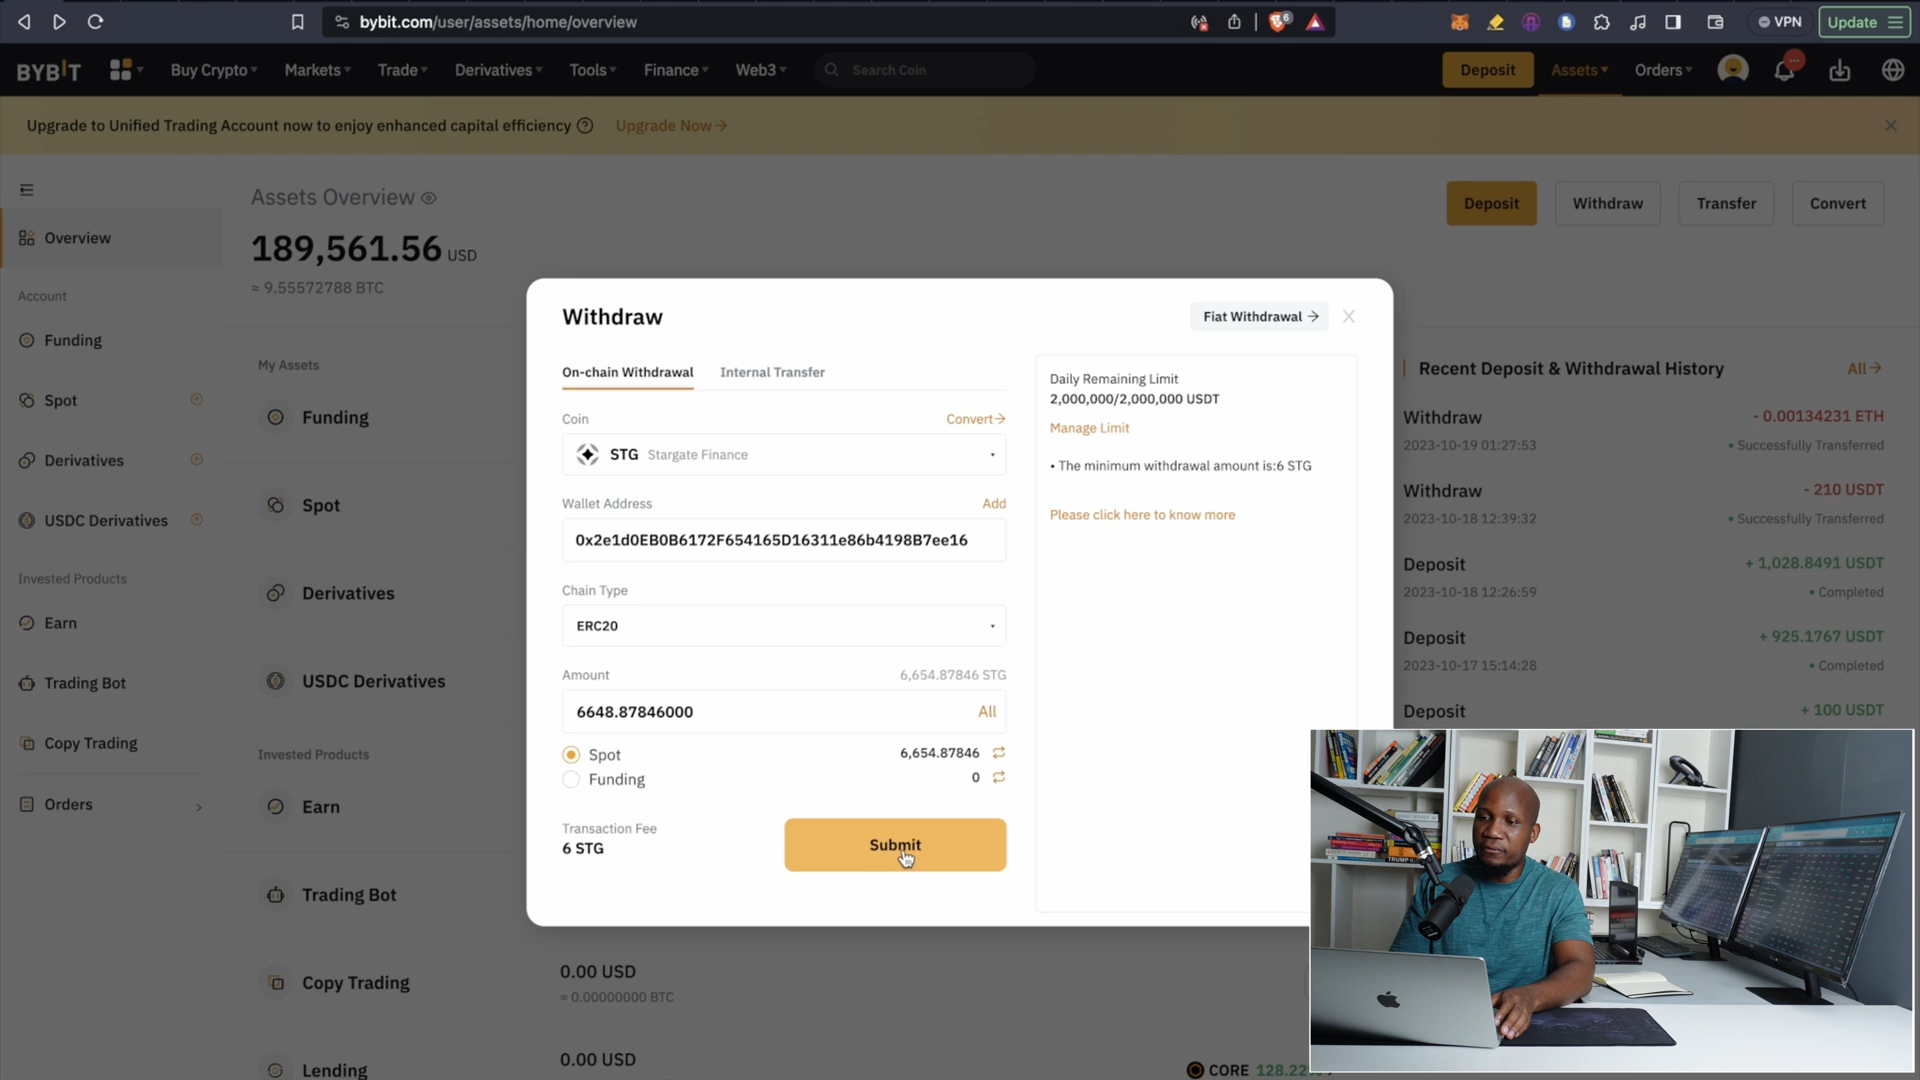 bybit.com/user/assets/home/overview
6
VPN
Update
BYBIT
Buy Crypto
Markets
Trade
Derivatives
Tools
Finance
Web3
Search Coin
Deposit
Assets
Orders
Upgrade to Unified Trading Account now to enjoy enhanced capital efficiency
Upgrade Now→
Assets Overview
Deposit
Withdraw
Transfer
Convert
Overview
189,561.56 USD
≈ 9.55572788 BTC
Account
Funding
Spot
Derivatives
USDC Derivatives
Invested Products
Earn
Trading Bot
Copy Trading
Orders
My Assets
Funding
Spot
Derivatives
USDC Derivatives
Invested Products
Earn
Trading Bot
Copy Trading
0.00 USD
≈ 0.00000000 BTC
Lending
0.00 USD
CORE
Withdraw
Fiat Withdrawal →
On-chain Withdrawal
Internal Transfer
Coin
Convert→
STG Stargate Finance
Wallet Address
Add
0x2e1d0EB0B6172F654165D16311e86b4198B7ee16
Chain Type
ERC20
Amount
6,654.87846 STG
6648.87846000
All
Spot
6,654.87846
Funding
0
Transaction Fee
6 STG
Submit
Daily Remaining Limit
2,000,000/2,000,000 USDT
Manage Limit
• The minimum withdrawal amount is:6 STG
Please click here to know more
Recent Deposit & Withdrawal History
All→
Withdraw
- 0.00134231 ETH
2023-10-19 01:27:53
• Successfully Transferred
Withdraw
- 210 USDT
2023-10-18 12:39:32
• Successfully Transferred
Deposit
+ 1,028.8491 USDT
2023-10-18 12:26:59
• Completed
Deposit
+ 925.1767 USDT
2023-10-17 15:14:28
• Completed
Deposit
+ 100 USDT
TRUMP